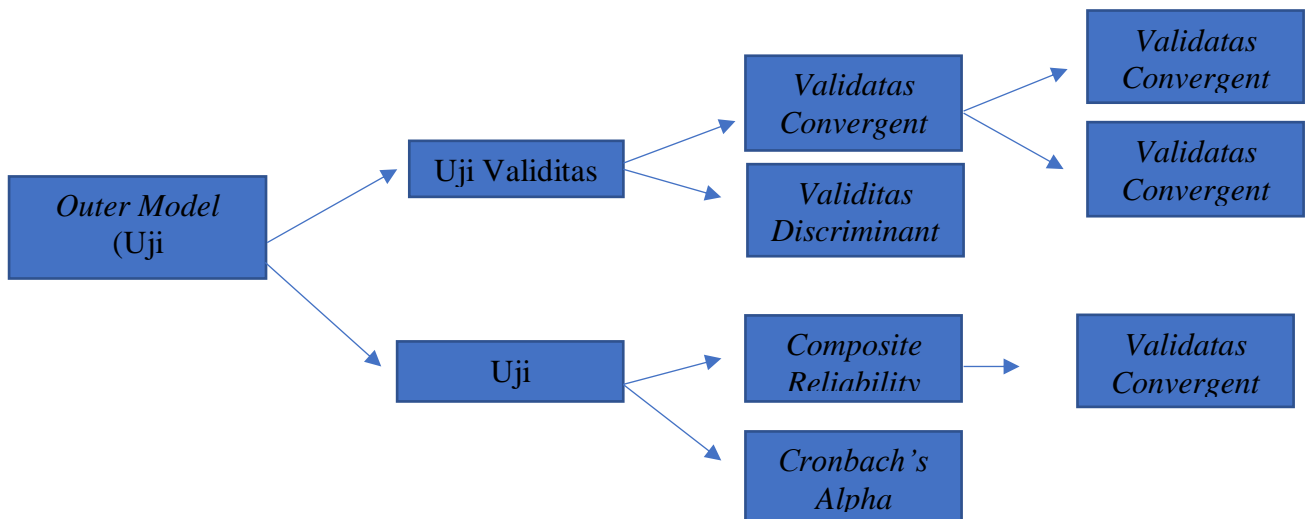 Outer Model
(Uji
Uji Validitas
Uji
Validatas
Convergent
Validitas
Discriminant
Composite
Reliability
Cronbach’s
Alpha
Validatas
Convergent
Validatas
Convergent
Validatas
Convergent